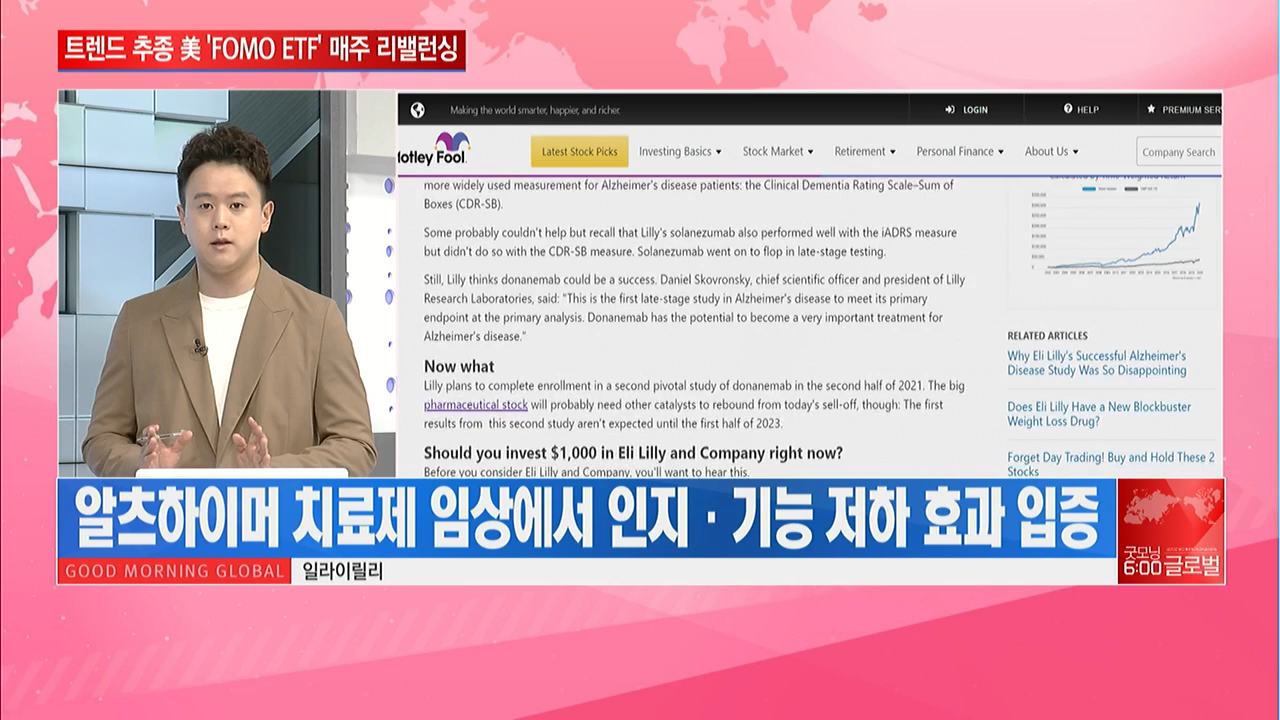 트렌드 추종 美 'FOMO ETF' 매주 리밸런싱
Making the world smarter, happier, and richer.
LOGIN
HELP
PREMIUM SER
otley Fool.
Latest Stock Picks
Investing Basics
Stock Market
Retirement
Personal Finance
About Us
Company Search
more widely used measurement for Alzheimer's disease patients: the Clinical Dementia Rating Scale–Sum of
Boxes (CDR-SB).
Some probably couldn't help but recall that Lilly's solanezumab also performed well with the iADRS measure
but didn't do so with the CDR-SB measure. Solanezumab went on to flop in late-stage testing.
Still, Lilly thinks donanemab could be a success. Daniel Skovronsky, chief scientific officer and president of Lilly
Research Laboratories, said: "This is the first late-stage study in Alzheimer's disease to meet its primary
endpoint at the primary analysis. Donanemab has the potential to become a very important treatment for
Alzheimer's disease."
Now what
Lilly plans to complete enrollment in a second pivotal study of donanemab in the second half of 2021. The big
pharmaceutical stock will probably need other catalysts to rebound from today's sell-off, though: The first
results from this second study aren't expected until the first half of 2023.
Should you invest $1,000 in Eli Lilly and Company right now?
Before you consider Eli Lilly and Company, you'll want to hear this.
RELATED ARTICLES
Why Eli Lilly's Successful Alzheimer's
Disease Study Was So Disappointing
Does Eli Lilly Have a New Blockbuster
Weight Loss Drug?
Forget Day Trading! Buy and Hold These 2
Stocks
알츠하이머 치료제 임상에서 인지·기능 저하 효과 입증
GOOD MORNING GLOBAL
일라이릴리
굿모닝
6:00 글로벌